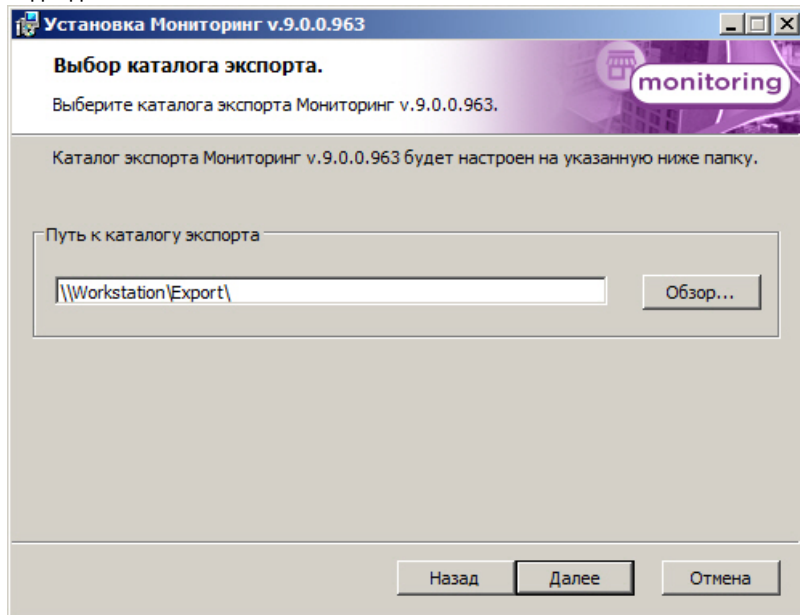 Установка Мониторинг v.9.0.0.963
Выбор каталога экспорта.
Выберите каталога экспорта Мониторинг v.9.0.0.963.
monitoring
Каталог экспорта Мониторинг v.9.0.0.963 будет настроен на указанную ниже папку.
Путь к каталогу экспорта
\\Workstation\Export\
Обзор...
Назад
Далее
Отмена